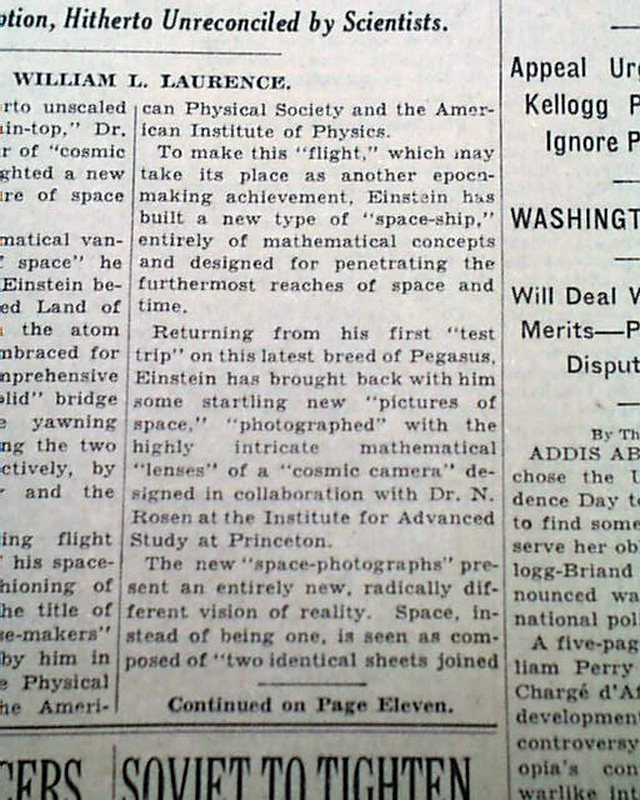 ption, Hitherto Unreconciled by Scientists.
WILLIAM L. LAURENCE.
rto unscaled
in-top," Dr.
r of "cosmic
ghted a new
re of space
matical van-
space" he
Einstein be-
ed Land of
the atom
mbraced for
mprehensive
olid" bridge
yawning
ng the two
ctively, by
and the
ing flight
his space-
hioning of
he title of
se-makers"
by him in
e Physical
he Ameri-
can Physical Society and the Amer-
ican Institute of Physics.
To make this "flight," which may
take its place as another epoch-
making achievement, Einstein has
built a new type of "space-ship,"
entirely of mathematical concepts
and designed for penetrating the
furthermost reaches of space and
time.
Returning from his first "test
trip" on this latest breed of Pegasus,
Einstein has brought back with him
some startling new "pictures of
space," "photographed" with the
highly intricate mathematical
"lenses" of a "cosmic camera" de-
signed in collaboration with Dr. N.
Rosen at the Institute for Advanced
Study at Princeton.
The new "space-photographs" pre-
sent an entirely new, radically dif-
ferent vision of reality. Space, in-
stead of being one, is seen as com-
posed of "two identical sheets joined
Continued on Page Eleven.
CERS
SOVIET TO TIGHTEN
Appeal Ur
Kellogg P
Ignore P
WASHINGT
Will Deal W
Merits—P
Disput
By Th
ADDIS AB
chose the
dence Day t
to find some
serve her ob
logg-Briand
nounced wa
national pol
A five-pag
liam Perry
Chargé d'Af
development
controversy
opia's con
warlike int